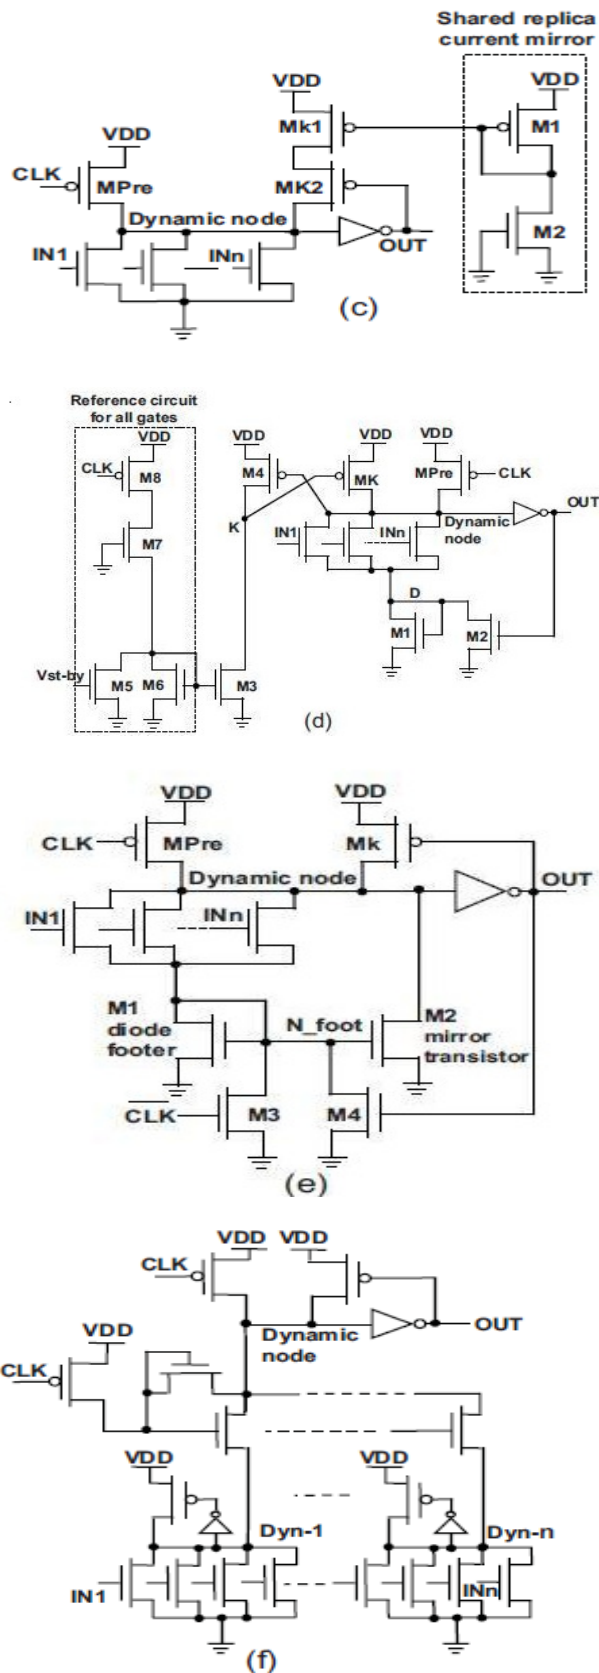 Shared replica
current mirror
VDD
VDD
Mk1
M1
VDD
CLK
MPre
MK2
Dynamic node
M2
IN1
INn
OUT
(c)
Reference circuit
for all gates
VDD
VDD
VDD
VDD
CLK
M8
M4
MK
MPre
CLK
OUT
K
IN1
INn
Dynamic
node
M7
D
M1
M2
Vst-by
M5
M6
M3
(d)
VDD
VDD
CLK
MPre
Mk
Dynamic node
OUT
IN1
INn
M1
diode
footer
N_foot
M2
mirror
transistor
CLK
M3
M4
(e)
VDD
VDD
CLK
Dynamic
node
OUT
VDD
CLK
VDD
VDD
Dyn-1
Dyn-n
IN1
INn
(f)